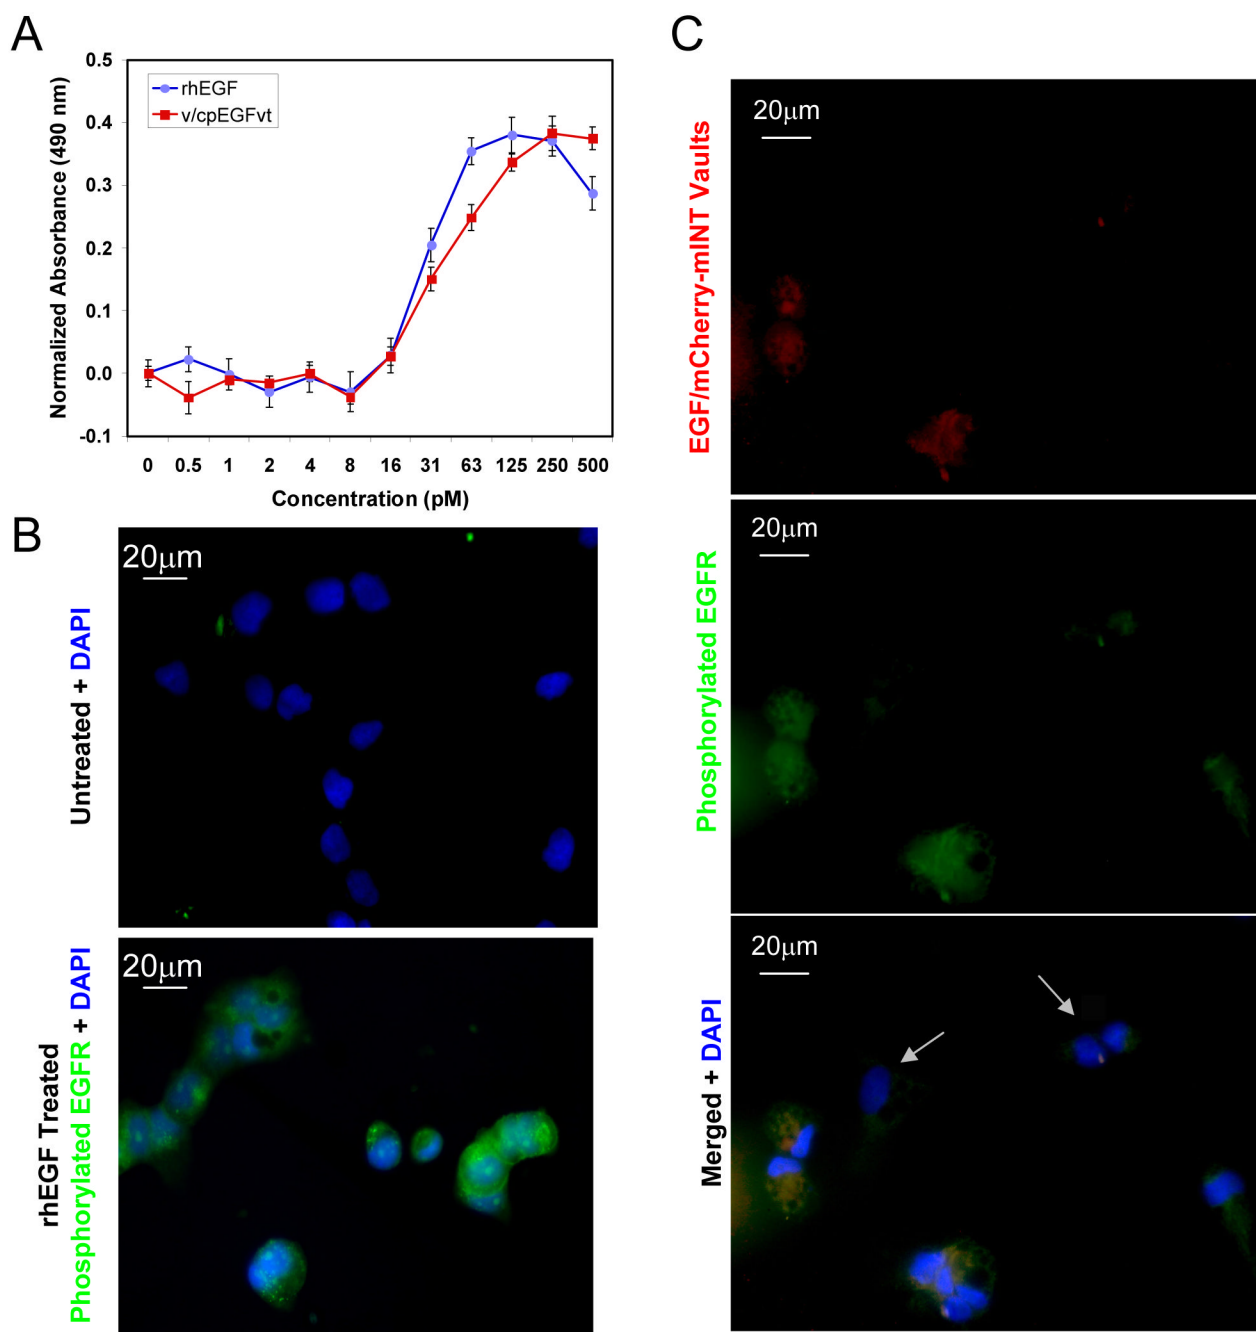 A
Normalized Absorbance (490 nm)
0.5
0.4
0.3
0.2
0.1
0.0
-0.1
rhEGF
v/cpEGFvt
0 0.5 1 2 4 8 16 31 63 125 250 500
Concentration (pM)
B
Untreated + DAPI
20μm
rhEGF Treated
Phosphorylated EGFR + DAPI
20μm
C
EGF/mCherry-mINT Vaults
20μm
Phosphorylated EGFR
20μm
Merged + DAPI
20μm